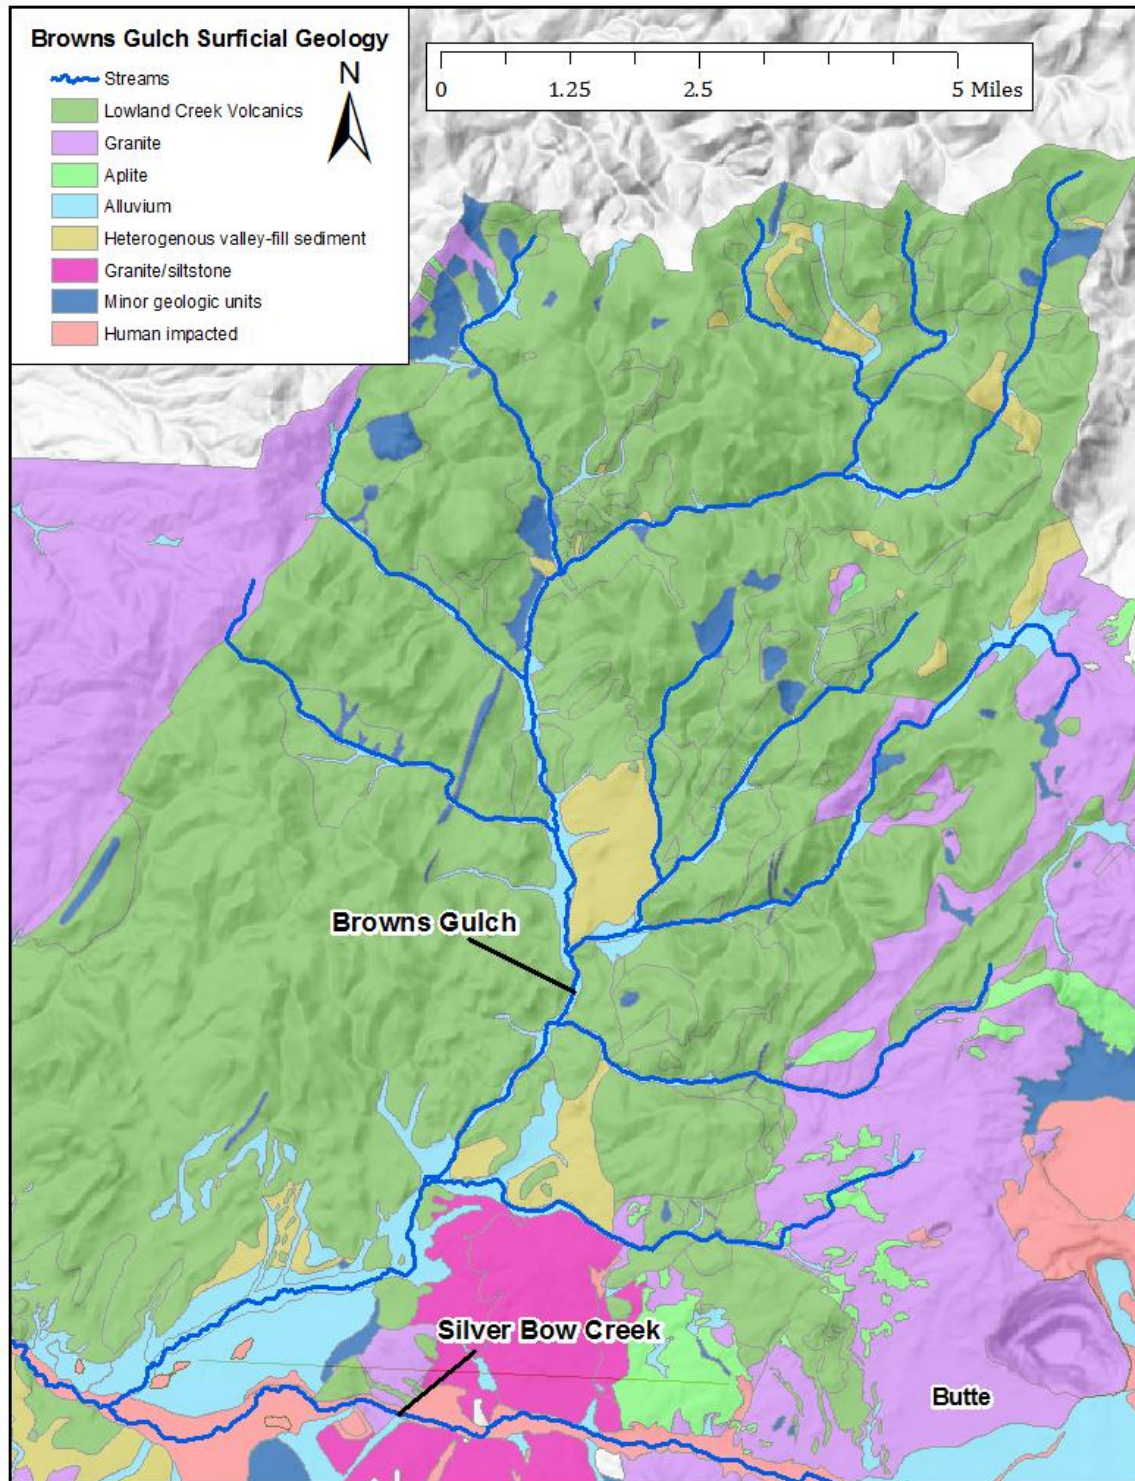 Browns Gulch Surficial Geology
Streams
Lowland Creek Volcanics
Granite
Aplite
Alluvium
Heterogenous valley-fill sediment
Granite/siltstone
Minor geologic units
Human impacted
N
0 1.25 2.5 5 Miles
Browns Gulch
Silver Bow Creek
Butte